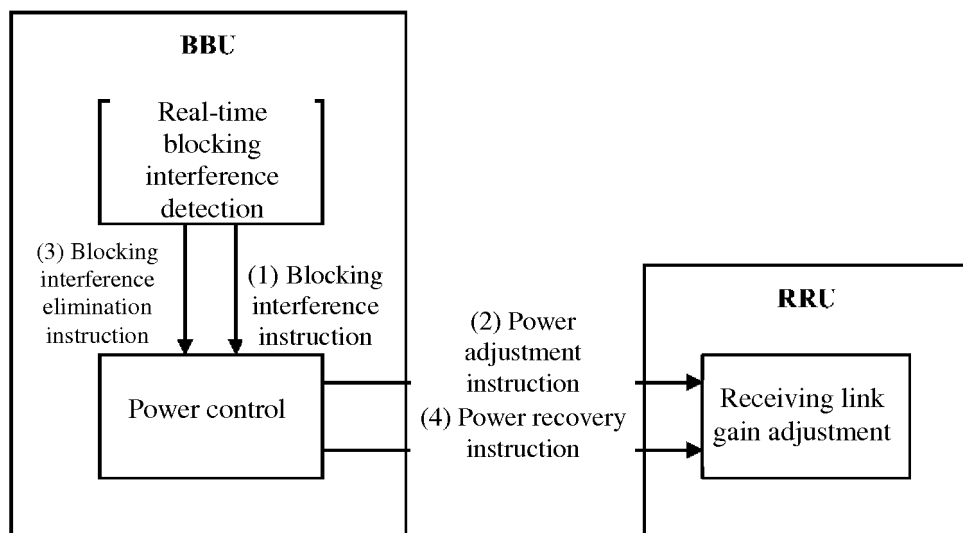 BBU
Real-time
blocking
interference
detection
(3) Blocking
interference
elimination
instruction
(1) Blocking
interference
instruction
Power control
(2) Power
adjustment
instruction
(4) Power recovery
instruction
RRU
Receiving link
gain adjustment